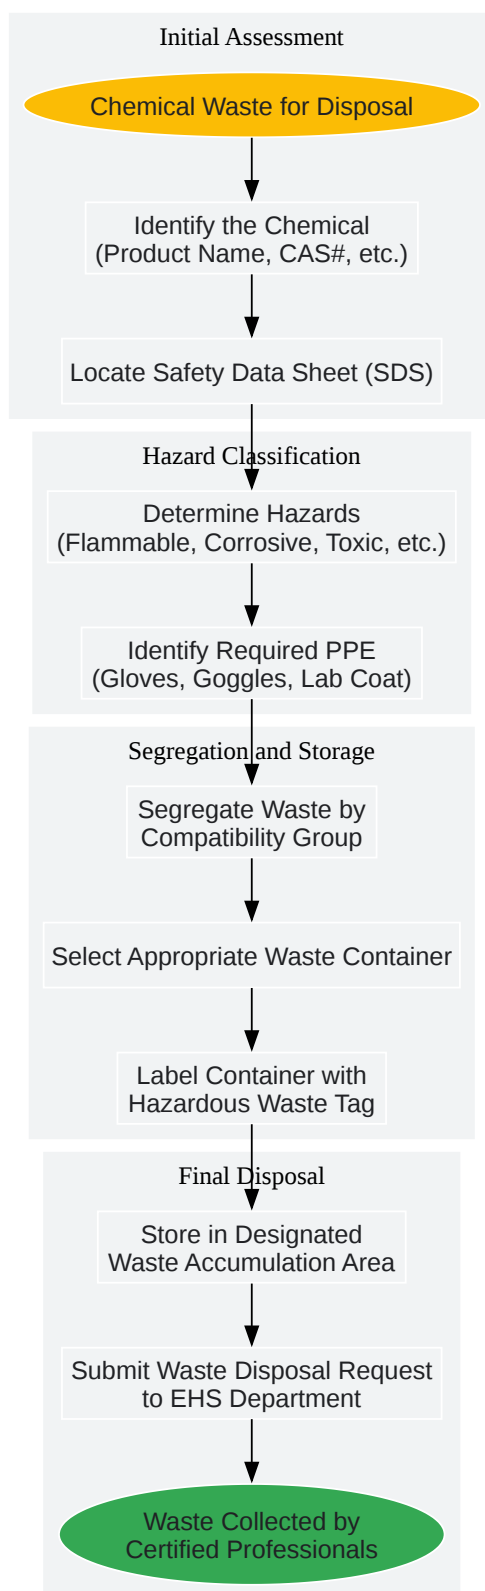 Initial Assessment
Chemical Waste for Disposal
Identify the Chemical
(Product Name, CAS#, etc.)
Locate Safety Data Sheet (SDS)
Hazard Classification
Determine Hazards
(Flammable, Corrosive, Toxic, etc.)
Identify Required PPE
(Gloves, Goggles, Lab Coat)
Segregation and Storage
Segregate Waste by
Compatibility Group
Select Appropriate Waste Container
Label Container with
Hazardous Waste Tag
Final Disposal
Store in Designated
Waste Accumulation Area
Submit Waste Disposal Request
to EHS Department
Waste Collected by
Certified Professionals